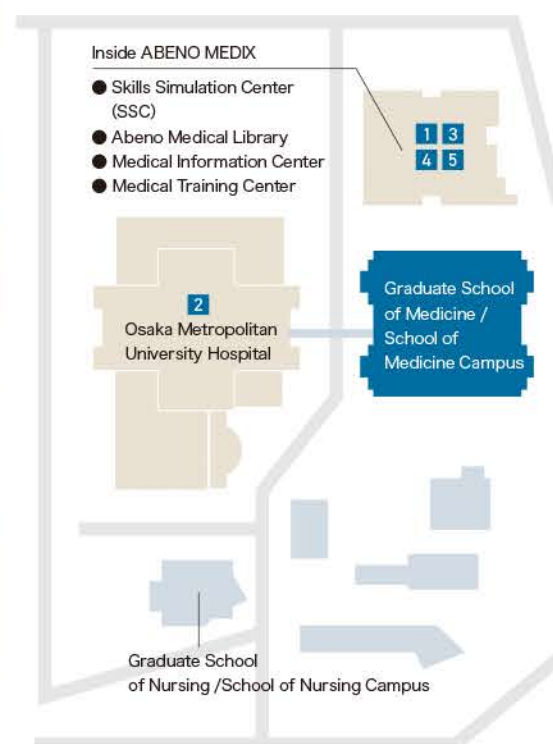 Inside ABENO MEDIX
● Skills Simulation Center
(SSC)
● Abeno Medical Library
● Medical Information Center
● Medical Training Center
1 3
4 5
2
Osaka Metropolitan
University Hospital
Graduate School
of Medicine /
School of
Medicine Campus
Graduate School
of Nursing /School of Nursing Campus